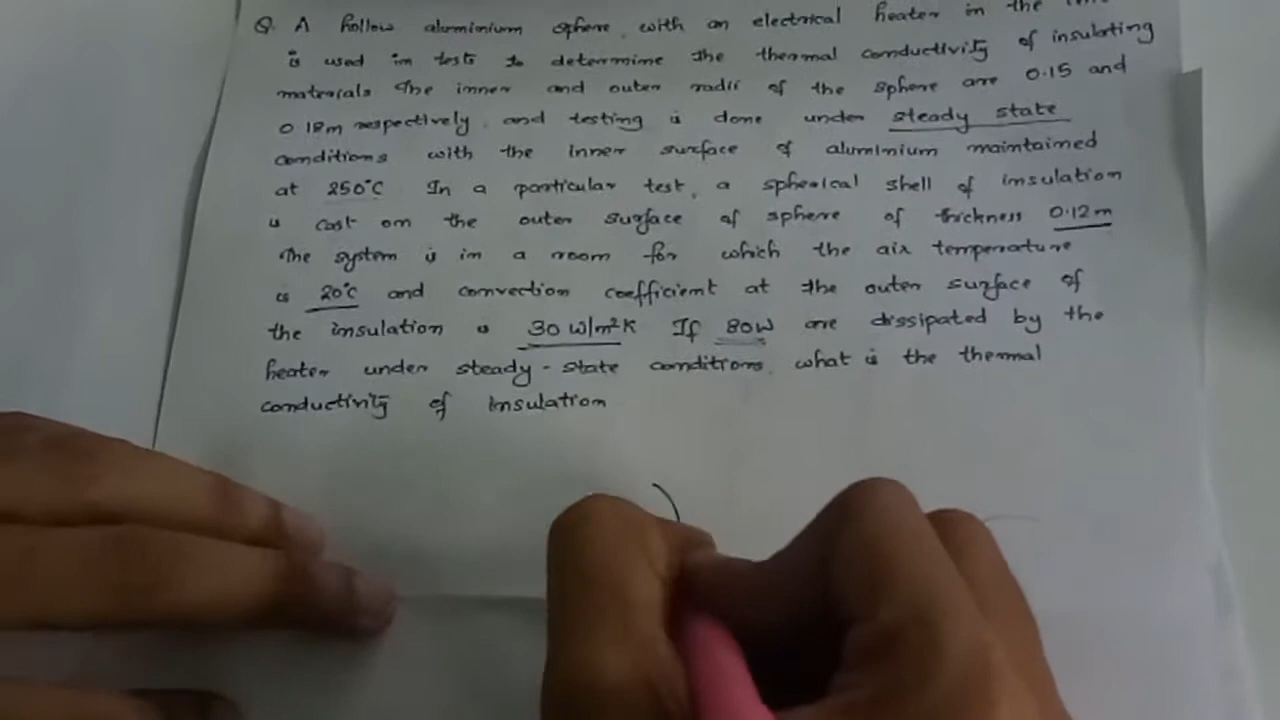 Q. A hollow aluminium sphere, with an electrical heater in the
is used in tests to determine the thermal conductivity of insulating
materials. The inner and outer radii of the sphere are 0.15 and
0.18m respectively, and testing is done under steady state
conditions with the inner surface of aluminium maintained
at 250°C. In a particular test, a spherical shell of insulation
is cast on the outer surface of sphere of thickness 0.12m
The system is in a room for which the air temperature
is 20°C and convection coefficient at the outer surface of
the insulation is 30 W/m²K If 80W are dissipated by the
heater under steady-state conditions, what is the thermal
conductivity of insulation